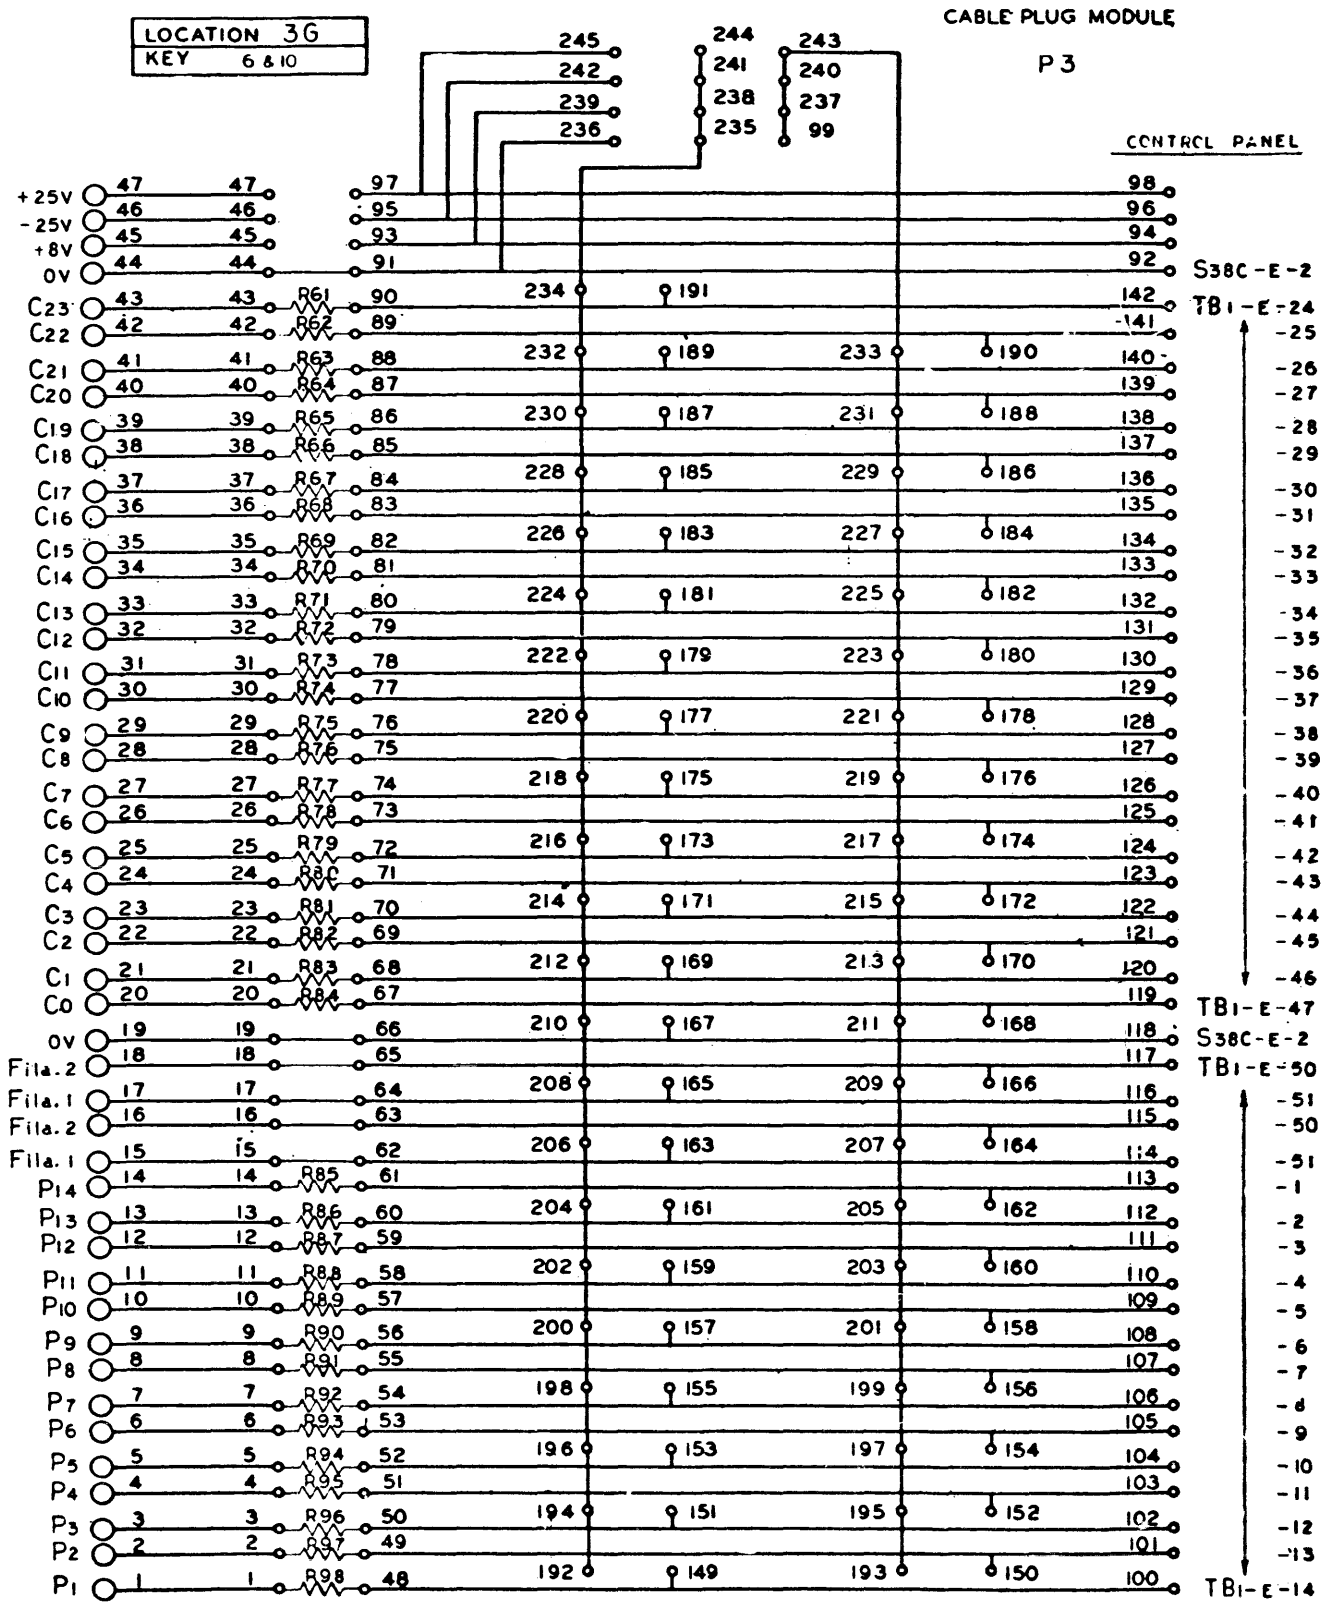 CABLE PLUG MODULE
P3
LOCATION 3G
KEY 6 & 10
245 244 243
242 241 240
239 238 237
236 235 99
CONTROL PANEL
+25V 47 47 97 98
-25V 46 46 95 96
+8V 45 45 93 94
0V 44 44 91 92 S38C-E-2
234 191
C23 43 43 R61 90 142 TB1-E-24
C22 42 42 R62 89 141 -25
232 189 233 190
C21 41 41 R63 88 140 -26
C20 40 40 R64 87 139 -27
230 187 231 188
C19 39 39 R65 86 138 -28
C18 38 38 R66 85 137 -29
228 185 229 186
C17 37 37 R67 84 136 -30
C16 36 36 R68 83 135 -31
226 183 227 184
C15 35 35 R69 82 134 -32
C14 34 34 R70 81 133 -33
224 181 225 182
C13 33 33 R71 80 132 -34
C12 32 32 R72 79 131 -35
222 179 223 180
C11 31 31 R73 78 130 -36
C10 30 30 R74 77 129 -37
220 177 221 178
C9 29 29 R75 76 128 -38
C8 28 28 R76 75 127 -39
218 175 219 176
C7 27 27 R77 74 126 -40
C6 26 26 R78 73 125 -41
216 173 217 174
C5 25 25 R79 72 124 -42
C4 24 24 R80 71 123 -43
214 171 215 172
C3 23 23 R81 70 122 -44
C2 22 22 R82 69 121 -45
212 169 213 170
C1 21 21 R83 68 120 -46
C0 20 20 R84 67 119 TB1-E-47
210 167 211 168
0V 19 19 66 118 S38C-E-2
Fila. 2 18 18 65 117 TB1-E-50
208 165 209 166
Fila. 1 17 17 64 116 -51
Fila. 2 16 16 63 115 -50
206 163 207 164
Fila. 1 15 15 62 114 -51
P14 14 14 R85 61 113 -1
204 161 205 162
P13 13 13 R86 60 112 -2
P12 12 12 R87 59 111 -3
202 159 203 160
P11 11 11 R88 58 110 -4
P10 10 10 R89 57 109 -5
200 157 201 158
P9 9 9 R90 56 108 -6
P8 8 8 R91 55 107 -7
198 155 199 156
P7 7 7 R92 54 106 -8
P6 6 6 R93 53 105 -9
196 153 197 154
P5 5 5 R94 52 104 -10
P4 4 4 R95 51 103 -11
194 151 195 152
P3 3 3 R96 50 102 -12
P2 2 2 R97 49 101 -13
192 149 193 150
P1 1 1 R98 48 100 TB1-E-14